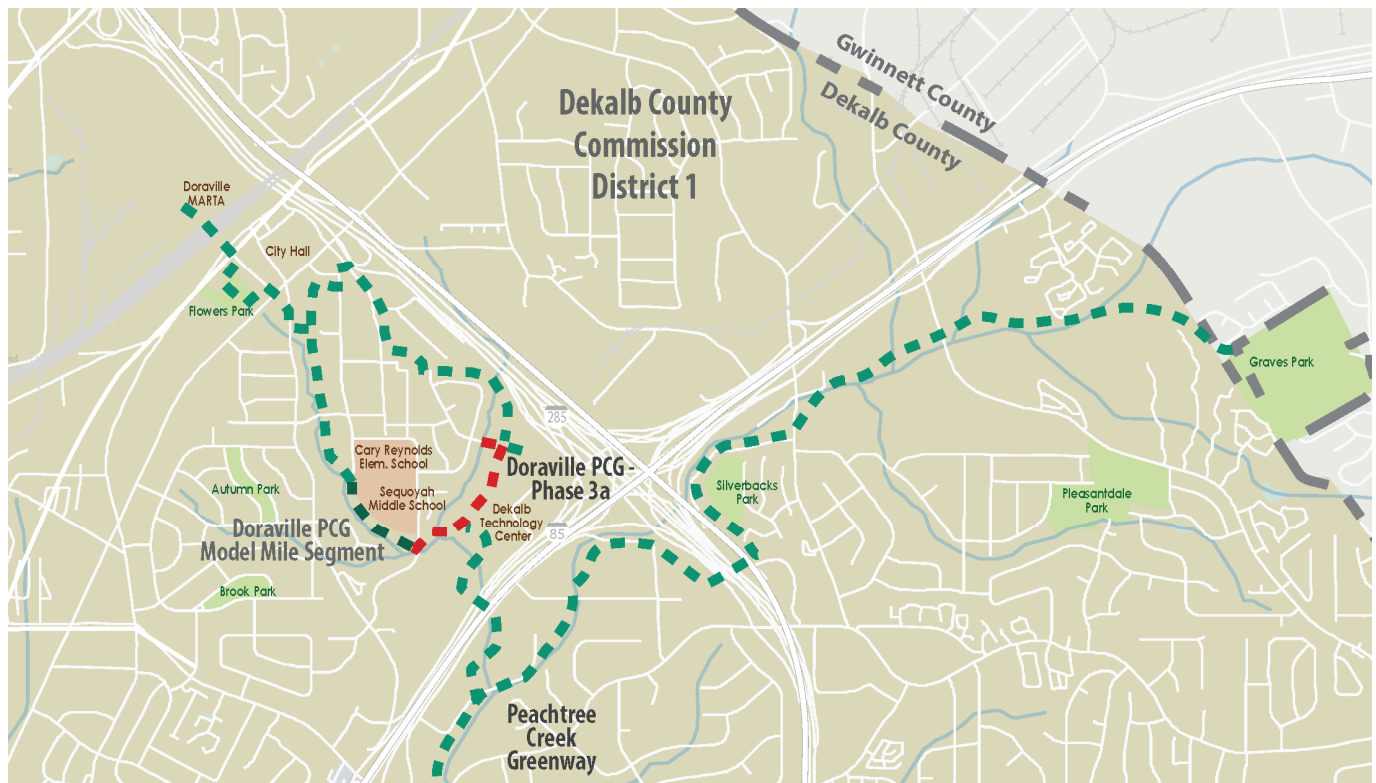 Gwinnett County
Dekalb County
Dekalb County
Commission
District 1
Doraville
MARTA
City Hall
Flowers Park
Graves Park
285
Cary Reynolds
Elem. School
Doraville PCG -
Phase 3a
Autumn Park
Sequoyah
Middle School
Silverbacks
Park
Pleasantdale
Park
Dekalb
Technology
Center
Doraville PCG
Model Mile Segment
85
Brook Park
Peachtree
Creek
Greenway